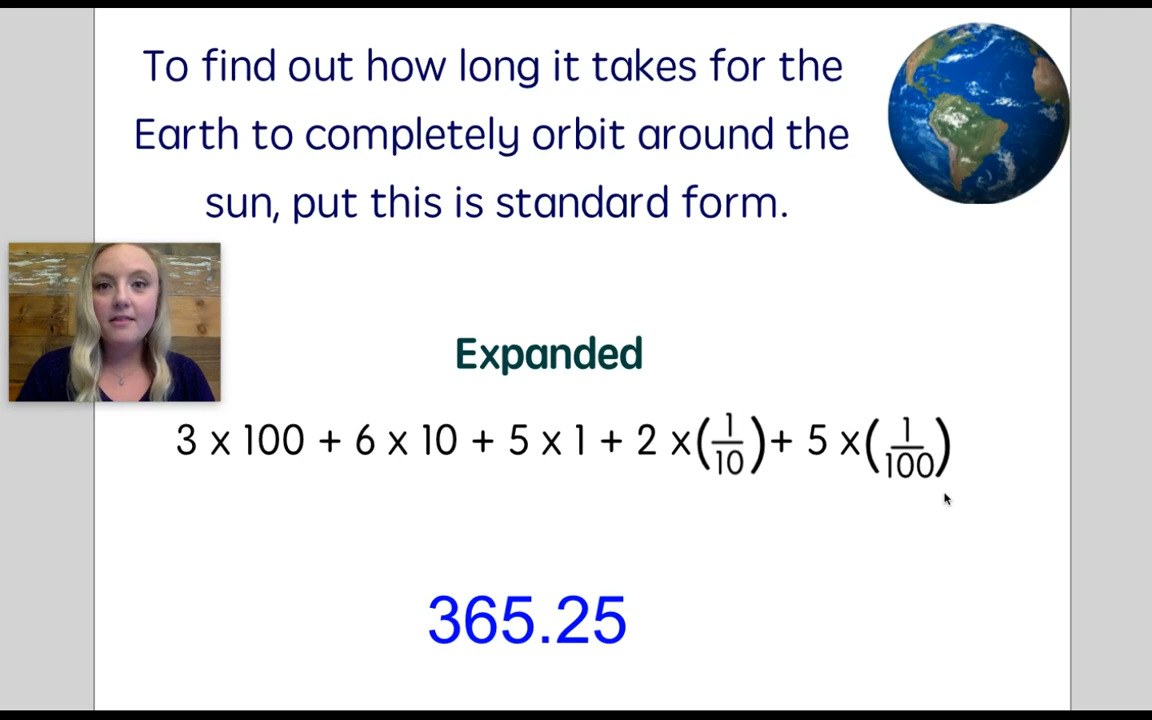 To find out how long it takes for the
Earth to completely orbit around the
sun, put this is standard form.
Expanded
3 x 100 + 6 x 10 + 5 x 1 + 2 x(1/10)+ 5 x(1/100)
365.25